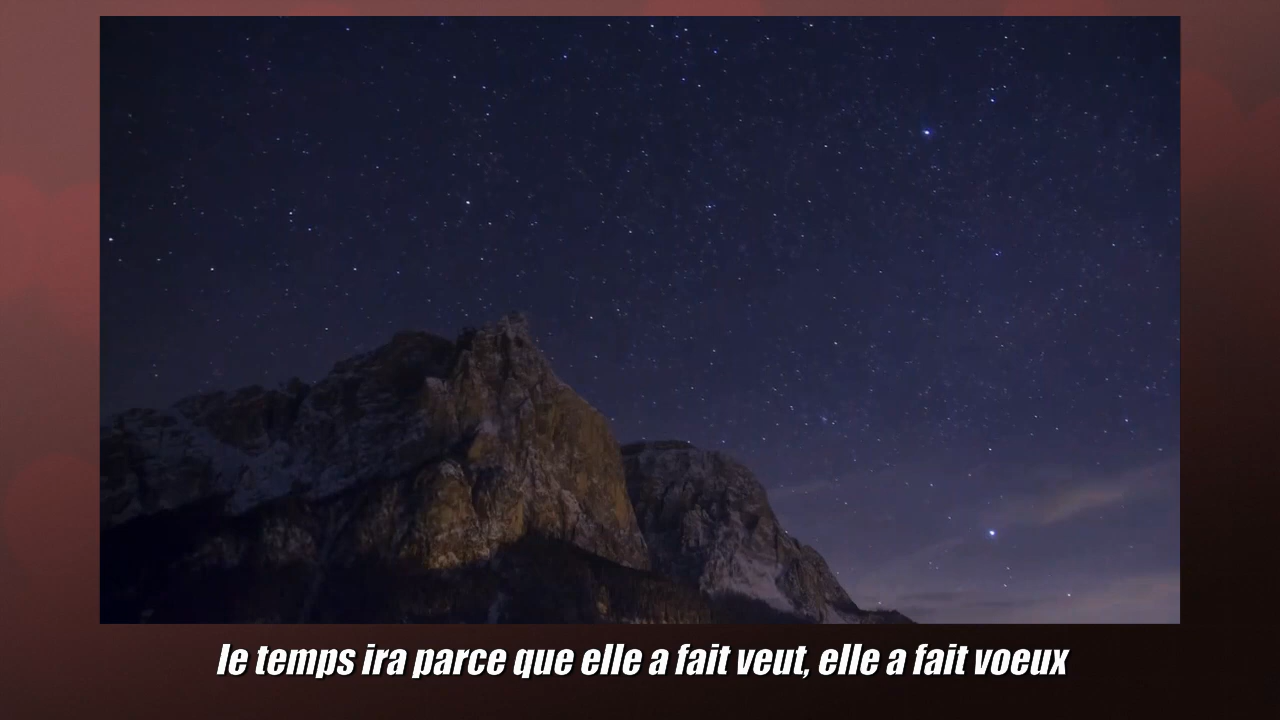 le temps ira parce que elle a fait veut, elle a fait voeux